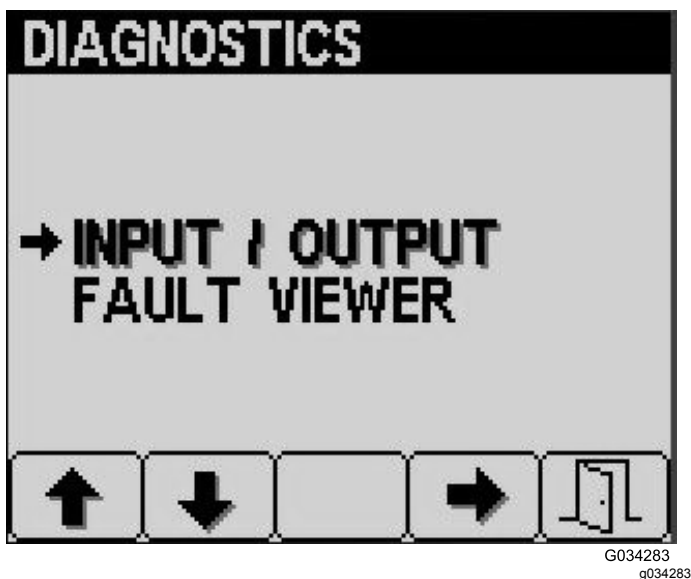 DIAGNOSTICS
INPUT / OUTPUT
FAULT VIEWER
G034283
g034283